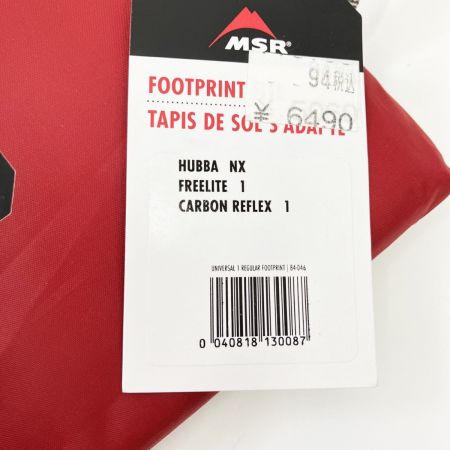 MSR®
94税込
FOOTPRINT
¥ 6490
TAPIS DE SOL S'ADAPTE
HUBBA NX
FREELITE 1
CARBON REFLEX 1
UNIVERSAL 1 REGULAR FOOTPRINT | 84-046
0 040818 130087